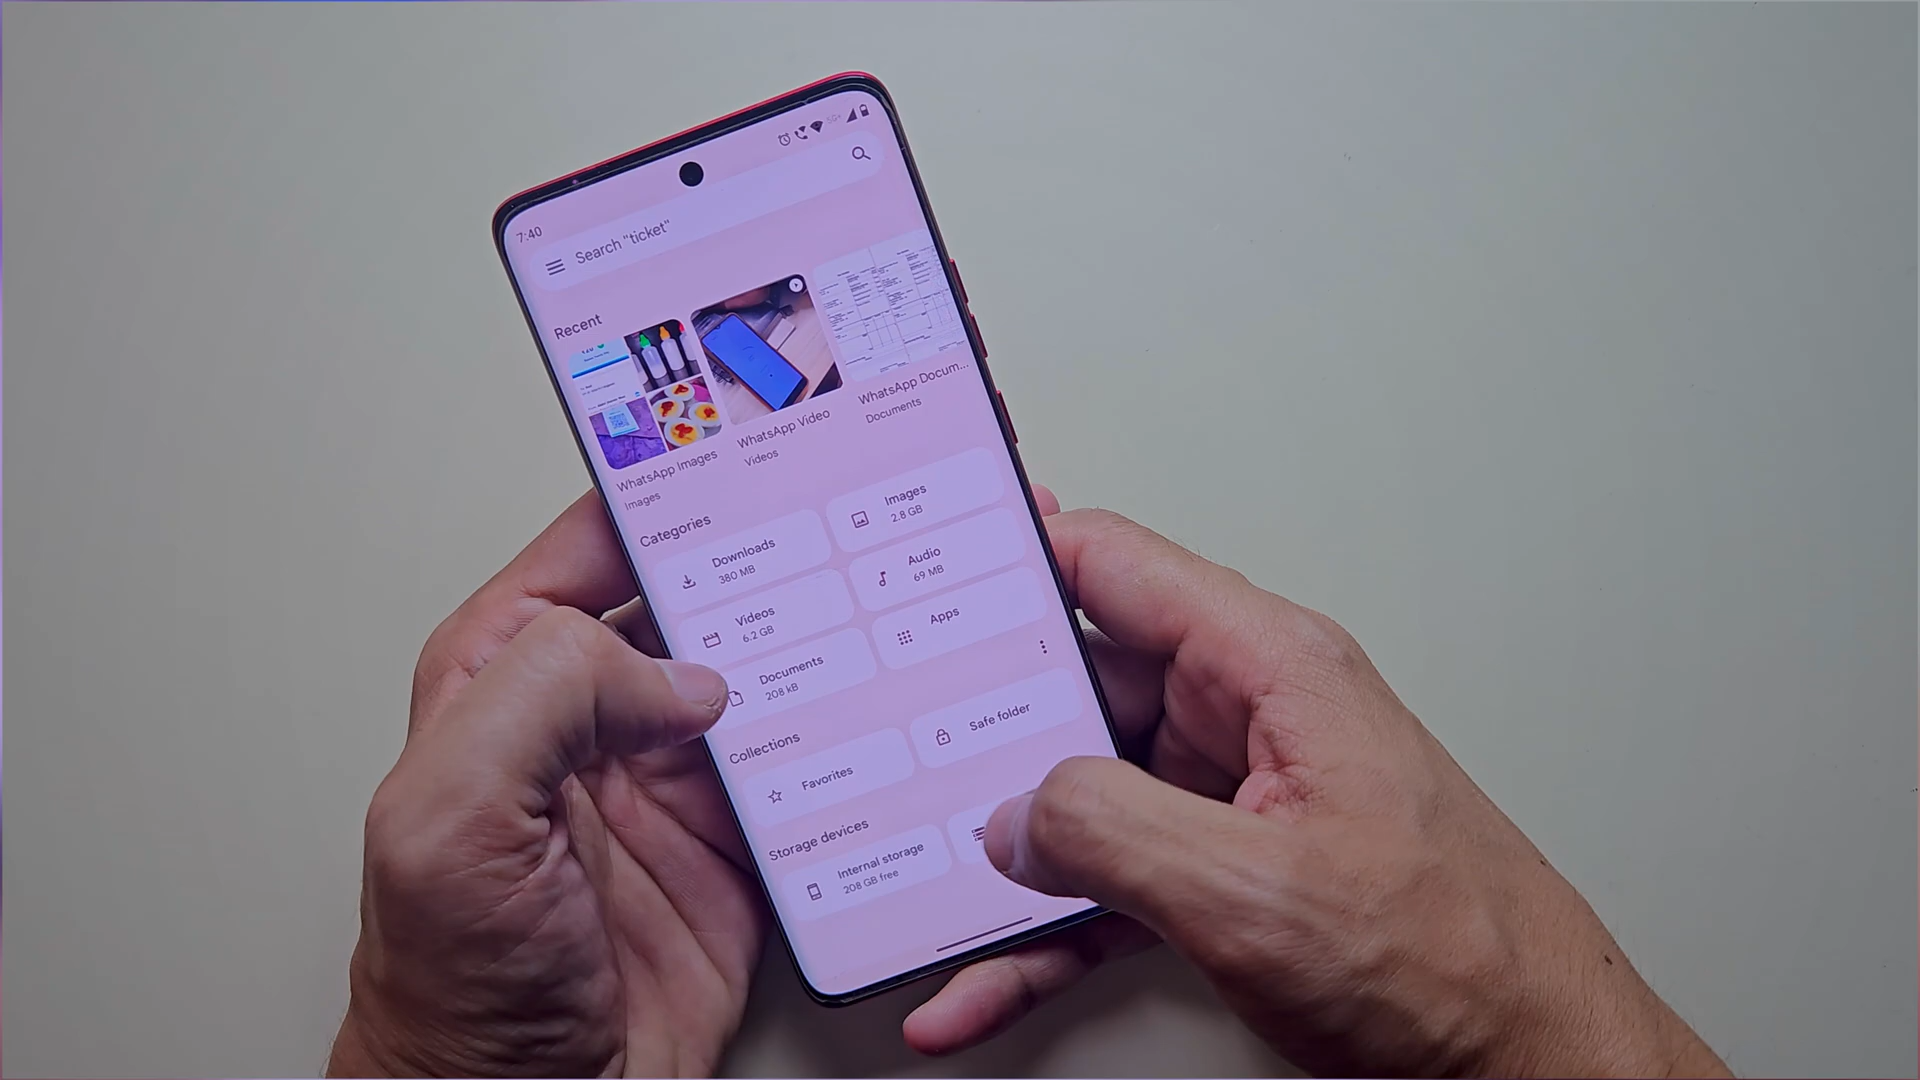 7:40
5G+
Search "ticket"
Recent
WhatsApp Images
Images
WhatsApp Video
Videos
WhatsApp Docum...
Documents
Categories
Downloads
380 MB
Images
2.8 GB
Videos
6.2 GB
Audio
69 MB
Documents
208 kB
Apps
Collections
Favorites
Safe folder
Storage devices
Internal storage
208 GB free